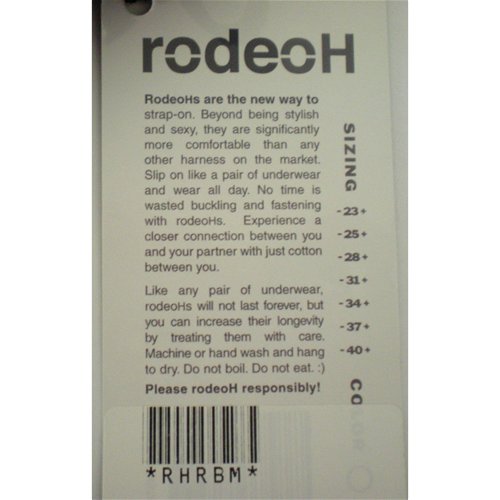 rodeoH
RodeoHs are the new way to
strap-on. Beyond being stylish
and sexy, they are significantly
more comfortable than any
other harness on the market.
Slip on like a pair of underwear
and wear all day. No time is
wasted buckling and fastening
with rodeoHs. Experience a
closer connection between you
and your partner with just cotton
between you.
Like any pair of underwear,
rodeoHs will not last forever, but
you can increase their longevity
by treating them with care.
Machine or hand wash and hang
to dry. Do not boil. Do not eat. :)
Please rodeoH responsibly!
*RHRBM*
SIZING
-23+
-25+
-28+
-31+
-34+
-37+
-40+